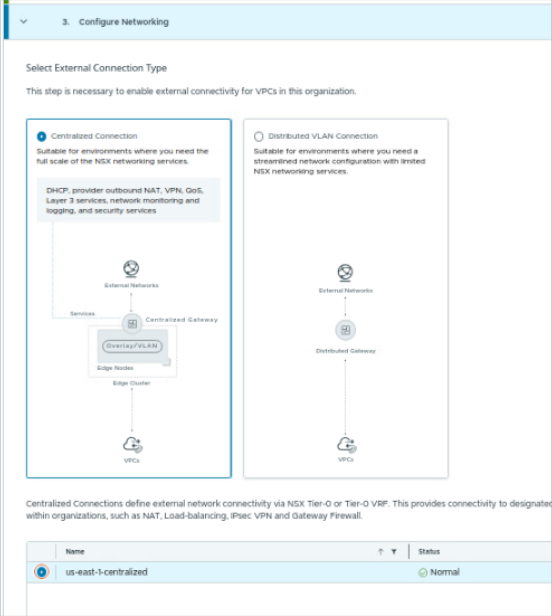 3. Configure Networking
Select External Connection Type
This step is necessary to enable external connectivity for VPCs in this organization.
Centralized Connection
Suitable for environments where you need the
full scale of the NSX networking services.
DHCP, provider outbound NAT, VPN, QoS,
Layer 3 services, network monitoring and
logging, and security services
External Networks
Services
Centralized Gateway
Overlay/VLAN
Edge Nodes
Edge Cluster
VPCs
Distributed VLAN Connection
Suitable for environments where you need a
streamlined network configuration with limited
NSX networking services.
External Networks
Distributed Gateway
VPCs
Centralized Connections define external network connectivity via NSX Tier-0 or Tier-0 VRF. This provides connectivity to designated
within organizations, such as NAT, Load-balancing, IPsec VPN and Gateway Firewall.
Name Status
us-east-1-centralized Normal